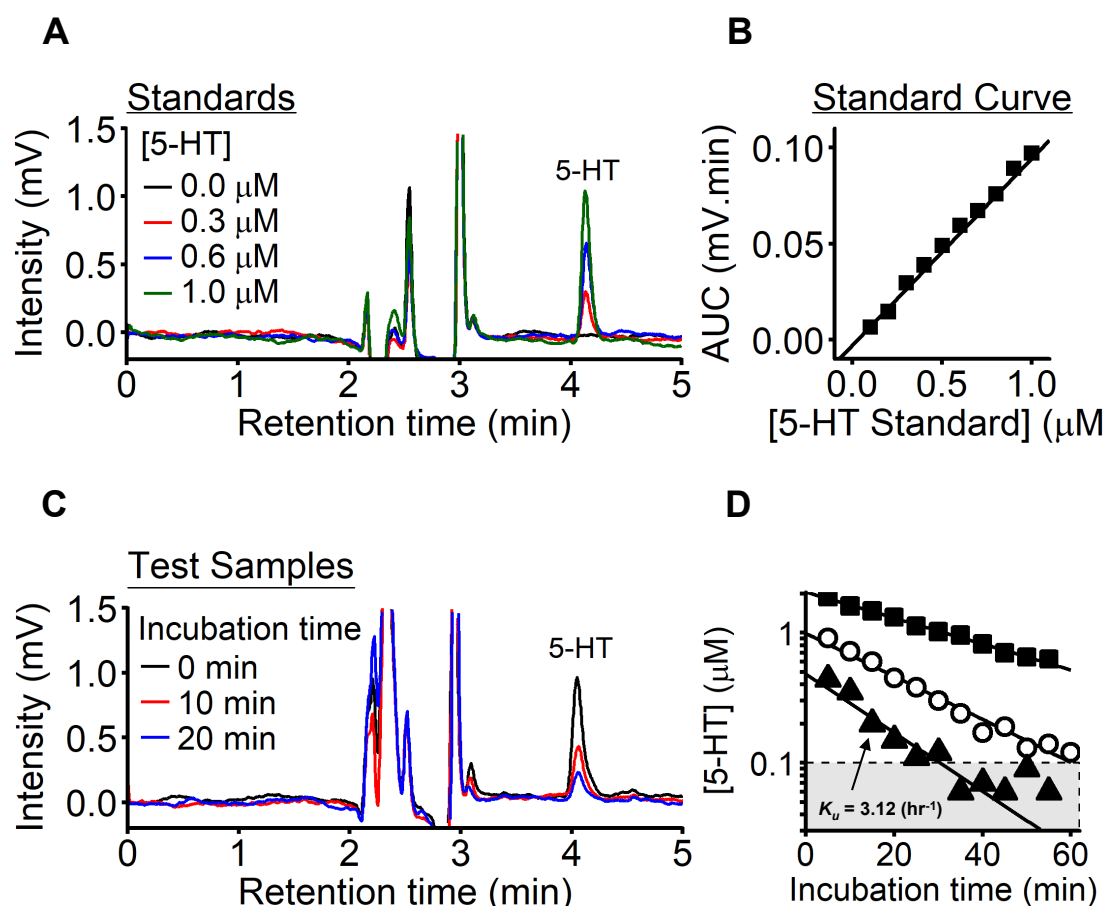 A
Standards
[5-HT]
0.0 μM
0.3 μM
0.6 μM
1.0 μM
5-HT
Intensity (mV)
1.5
1.0
0.5
0.0
0 1 2 3 4 5
Retention time (min)
B
Standard Curve
AUC (mV.min)
0.10
0.05
0.00
0.0 0.5 1.0
[5-HT Standard] (μM
C
Test Samples
Incubation time
0 min
10 min
20 min
5-HT
Intensity (mV)
1.5
1.0
0.5
0.0
0 1 2 3 4 5
Retention time (min)
D
[5-HT] (μM)
1
0.1
Ku = 3.12 (hr-1)
0 20 40 60
Incubation time (min)